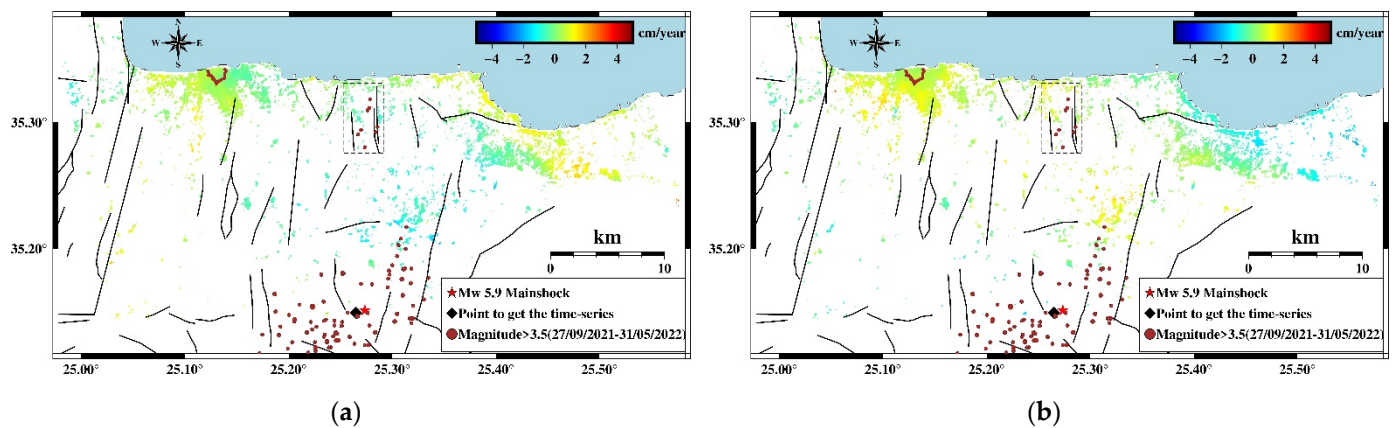 N
W E
S
cm/year
−4 −2 0 2 4
35.30°
35.20°
km
0 10
Mw 5.9 Mainshock
Point to get the time-series
Magnitude>3.5(27/09/2021-31/05/2022)
25.00° 25.10° 25.20° 25.30° 25.40° 25.50°
(a)
N
W E
S
cm/year
−4 −2 0 2 4
35.30°
35.20°
km
0 10
Mw 5.9 Mainshock
Point to get the time-series
Magnitude>3.5(27/09/2021-31/05/2022)
25.00° 25.10° 25.20° 25.30° 25.40° 25.50°
(b)